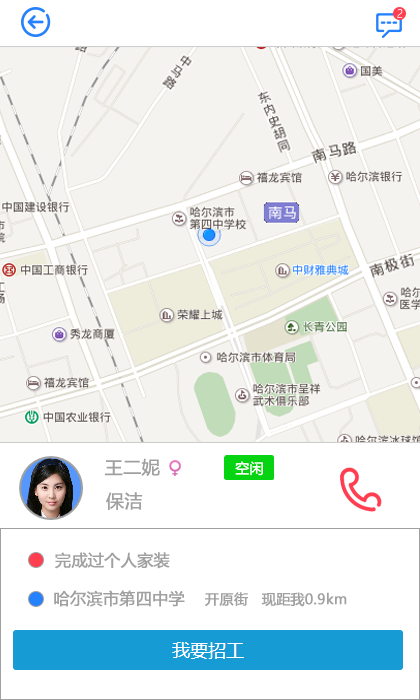 2
中马路
国美
东内史胡同
南马路
禧龙宾馆
哈尔滨银行
中国建设银行
哈尔滨市
第四中学校
南马
南极街
中国工商银行
中财雅典城
哈尔
医学
荣耀上城
长青公园
秀龙商厦
哈尔滨市体育局
禧龙宾馆
哈尔滨市呈祥
武术俱乐部
中国农业银行
哈尔滨冰球馆
王二妮
空闲
保洁
完成过个人家装
哈尔滨市第四中学 开原街 现距我0.9km
我要招工